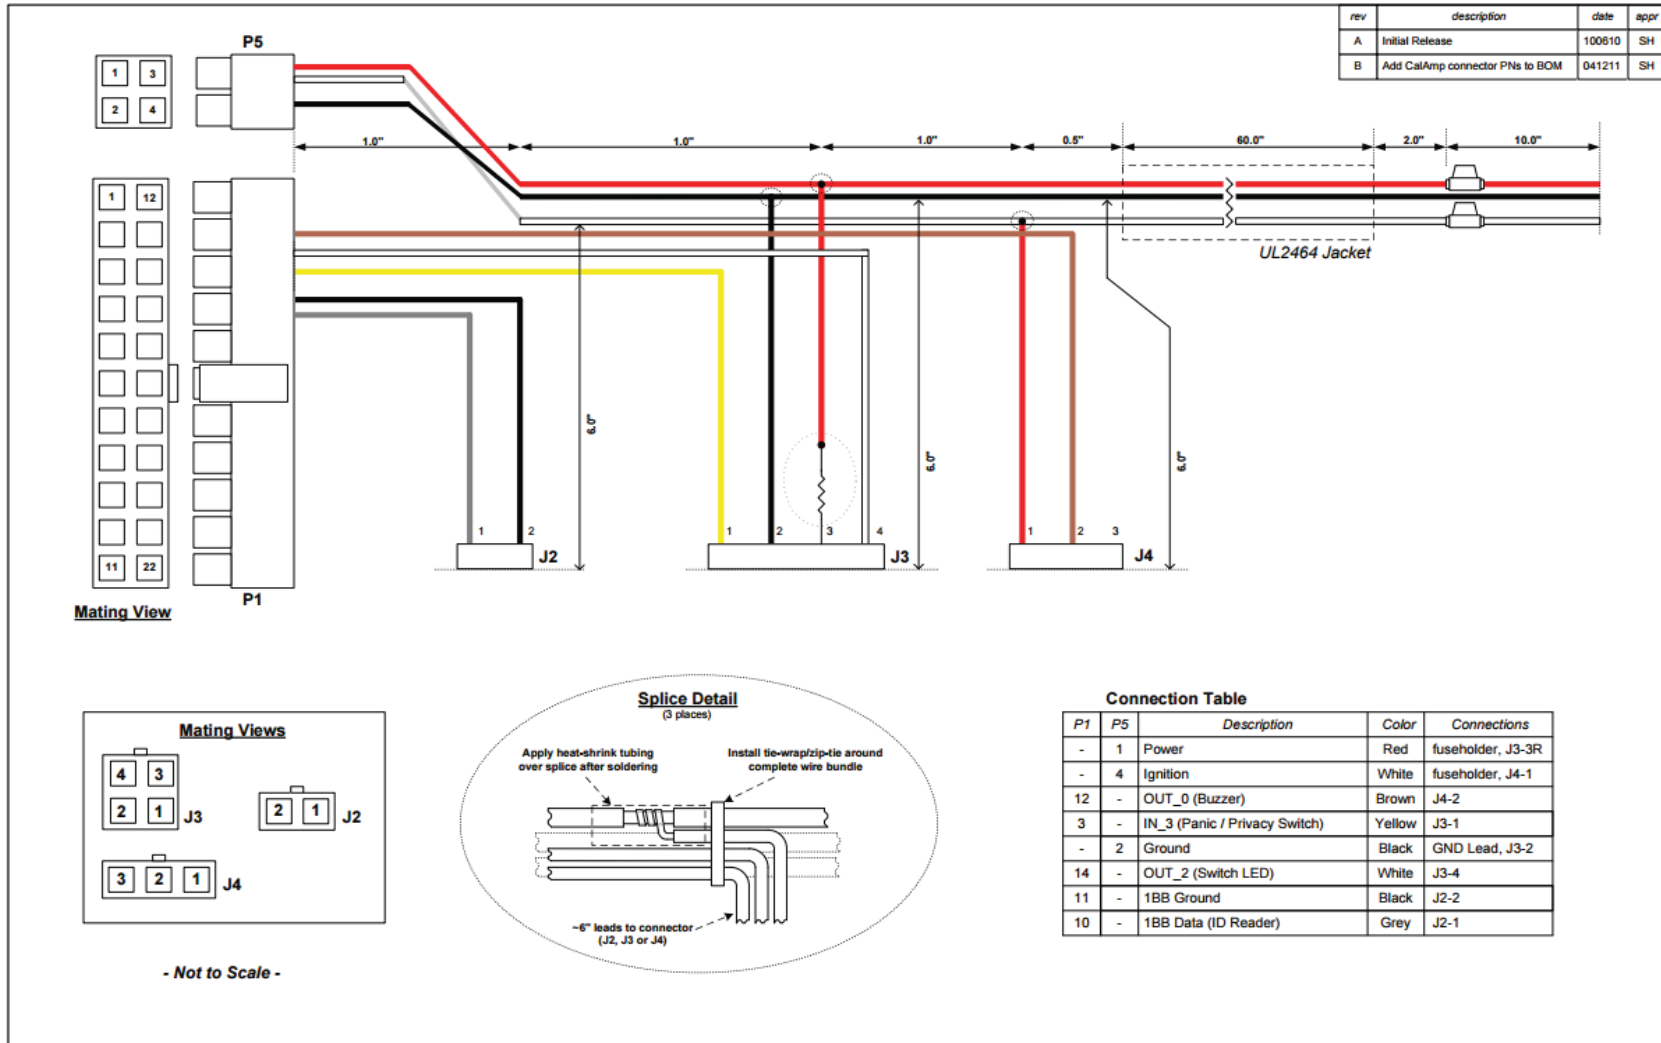 rev description date appr
A Initial Release 100610 SH
B Add CalAmp connector PNs to BOM 041211 SH
P5
1 3
2 4
1.0" 1.0" 1.0" 0.5" 60.0" 2.0" 10.0"
1 12
UL2464 Jacket
6.0" 6.0" 6.0"
1 2 1 2 3 4 1 2 3
J2 J3 J4
11 22
P1
Mating View
Mating Views
4 3
2 1 J3
2 1 J2
3 2 1 J4
- Not to Scale -
Splice Detail
(3 places)
Apply heat-shrink tubing
over splice after soldering
Install tie-wrap/zip-tie around
complete wire bundle
~6" leads to connector
(J2, J3 or J4)
Connection Table
P1 P5 Description Color Connections
- 1 Power Red fuseholder, J3-3R
- 4 Ignition White fuseholder, J4-1
12 - OUT_0 (Buzzer) Brown J4-2
3 - IN_3 (Panic / Privacy Switch) Yellow J3-1
- 2 Ground Black GND Lead, J3-2
14 - OUT_2 (Switch LED) White J3-4
11 - 1BB Ground Black J2-2
10 - 1BB Data (ID Reader) Grey J2-1